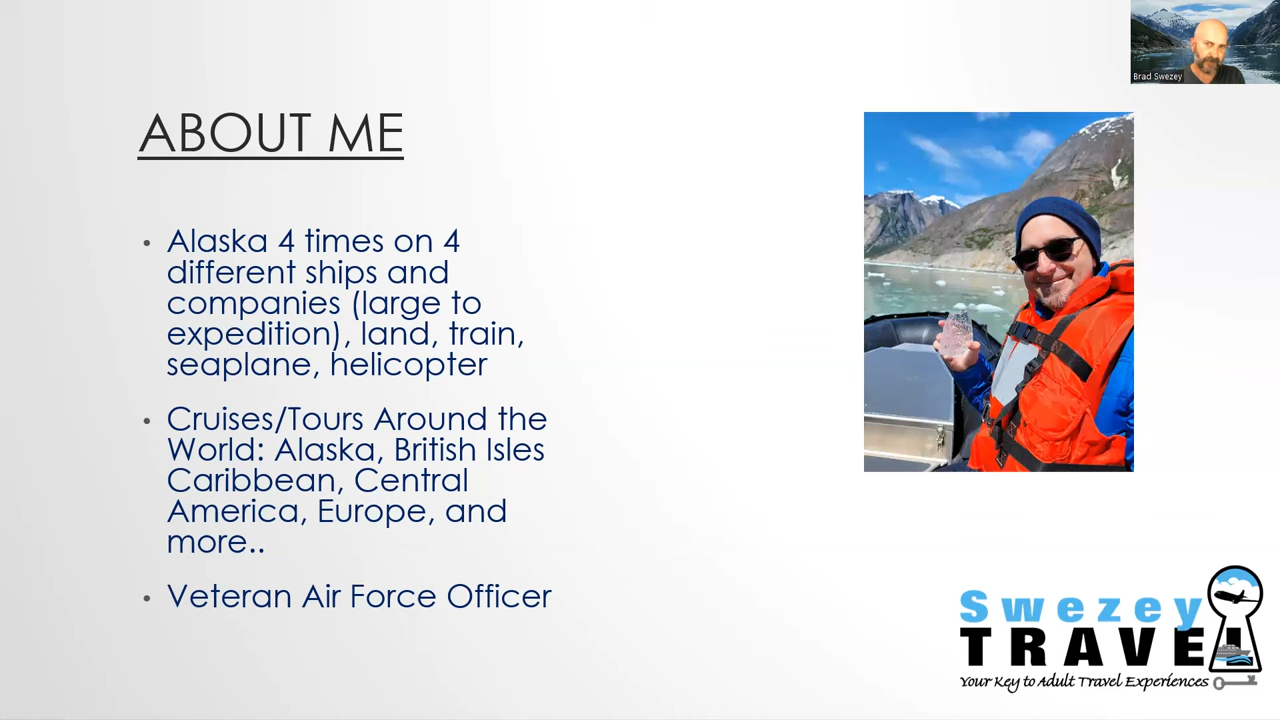 Brad Swezey
ABOUT ME
• Alaska 4 times on 4
different ships and
companies (large to
expedition), land, train,
seaplane, helicopter
• Cruises/Tours Around the
World: Alaska, British Isles
Caribbean, Central
America, Europe, and
more..
• Veteran Air Force Officer
Swezey
TRAVEL
Your Key to Adult Travel Experiences